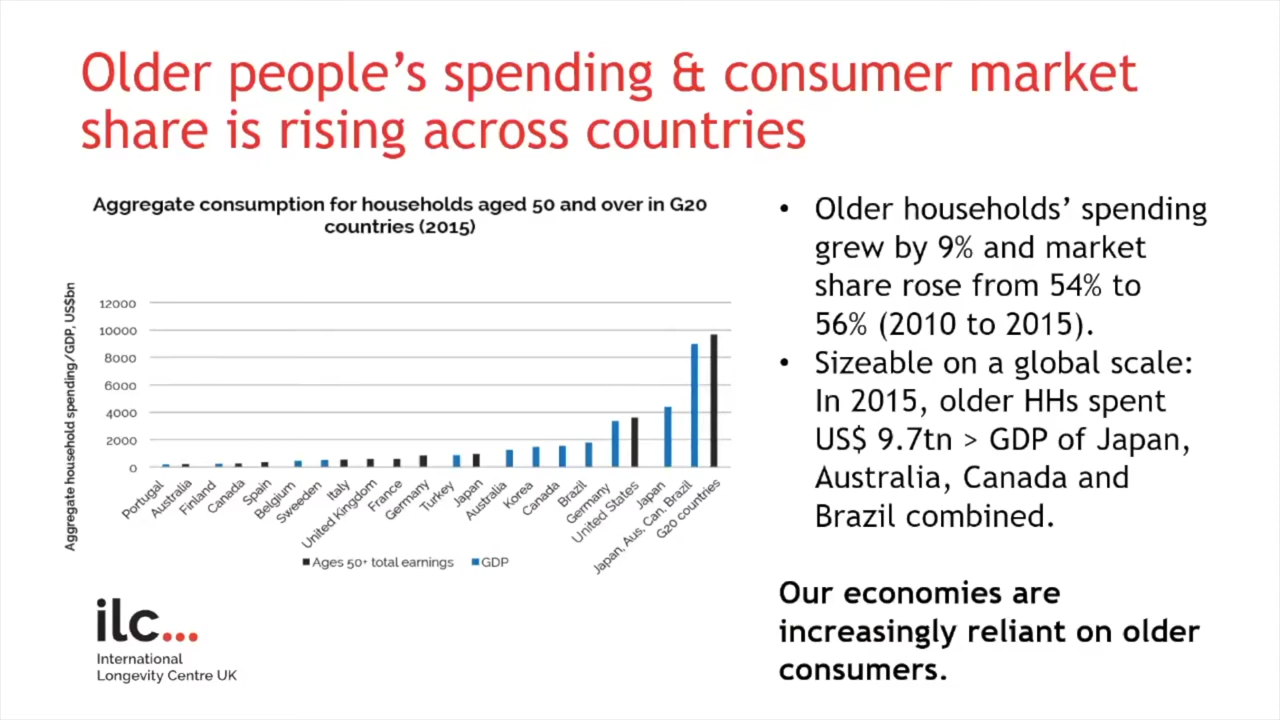 Older people's spending & consumer market
share is rising across countries
Aggregate consumption for households aged 50 and over in G20
countries (2015)
Aggregate household spending/GDP, US$bn
12000
10000
8000
6000
4000
2000
0
Portugal
Australia
Finland
Canada
Spain
Belgium
Sweden
Italy
United Kingdom
France
Germany
Turkey
Japan
Australia
Korea
Canada
Brazil
Germany
United States
Japan
Japan, Aus, Can, Brazil
G20 countries
Ages 50+ total earnings GDP
• Older households' spending
grew by 9% and market
share rose from 54% to
56% (2010 to 2015).
• Sizeable on a global scale:
In 2015, older HHs spent
US$ 9.7tn > GDP of Japan,
Australia, Canada and
Brazil combined.
Our economies are
increasingly reliant on older
consumers.
ilc...
International
Longevity Centre UK